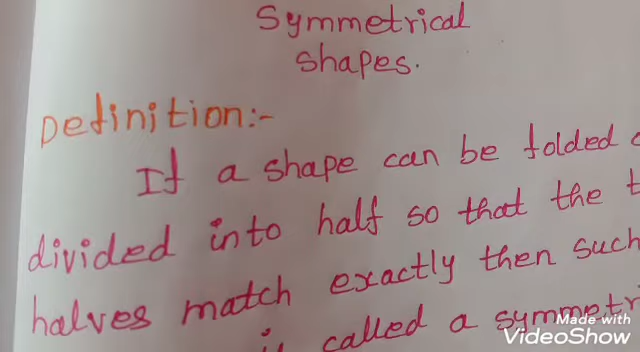 Symmetrical
shapes.
Definition:-
If a shape can be folded
divided into half so that the
halves match exactly then such
is called a
Made with
VideoShow